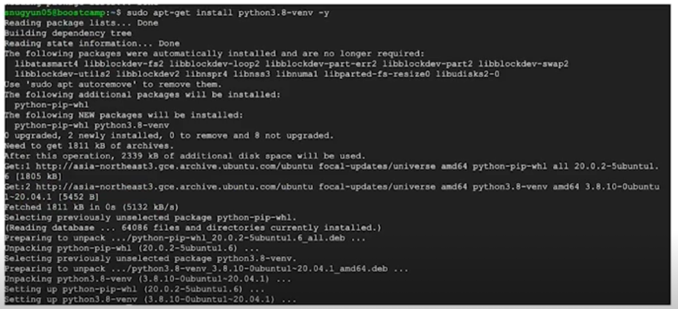 snugyun05@boostcamp:~$ sudo apt-get install python3.8-venv -y
Reading package lists... Done
Building dependency tree
Reading state information... Done
The following packages were automatically installed and are no longer required:
libatasmart4 libblockdev-fs2 libblockdev-loop2 libblockdev-part-err2 libblockdev-part2 libblockdev-swap2
libblockdev-utils2 libblockdev2 libnspr4 libnss3 libnuma1 libparted-fs-resize0 libudisks2-0
Use 'sudo apt autoremove' to remove them.
The following additional packages will be installed:
python-pip-whl
The following NEW packages will be installed:
python-pip-whl python3.8-venv
0 upgraded, 2 newly installed, 0 to remove and 8 not upgraded.
Need to get 1811 kB of archives.
After this operation, 2339 kB of additional disk space will be used.
Get:1 http://asia-northeast3.gce.archive.ubuntu.com/ubuntu focal-updates/universe amd64 python-pip-whl all 20.0.2-5ubuntu1.
6 [1805 kB]
Get:2 http://asia-northeast3.gce.archive.ubuntu.com/ubuntu focal-updates/universe amd64 python3.8-venv amd64 3.8.10-0ubuntu
1~20.04.1 [5452 B]
Fetched 1811 kB in 0s (5132 kB/s)
Selecting previously unselected package python-pip-whl.
(Reading database ... 64086 files and directories currently installed.)
Preparing to unpack .../python-pip-whl_20.0.2-5ubuntu1.6_all.deb ...
Unpacking python-pip-whl (20.0.2-5ubuntu1.6) ...
Selecting previously unselected package python3.8-venv.
Preparing to unpack .../python3.8-venv_3.8.10-0ubuntu1~20.04.1_amd64.deb ...
Unpacking python3.8-venv (3.8.10-0ubuntu1~20.04.1) ...
Setting up python-pip-whl (20.0.2-5ubuntu1.6) ...
Setting up python3.8-venv (3.8.10-0ubuntu1~20.04.1) ...